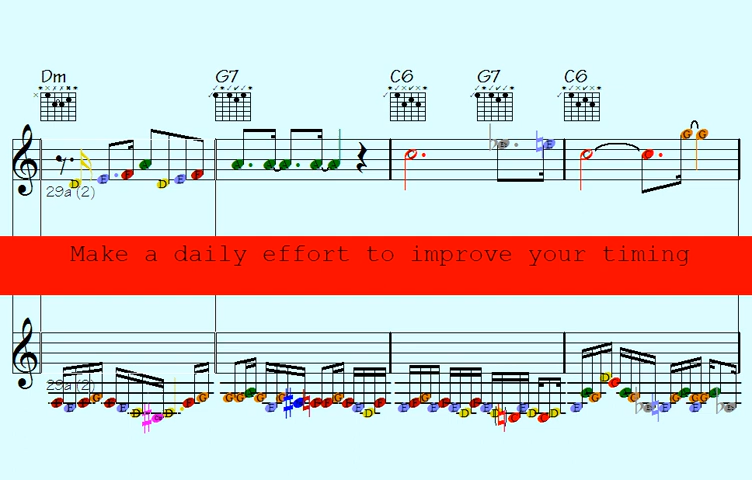 Dm G7 C6 G7 C6
29a (2)
Make a daily effort to improve your timing
29a (2)